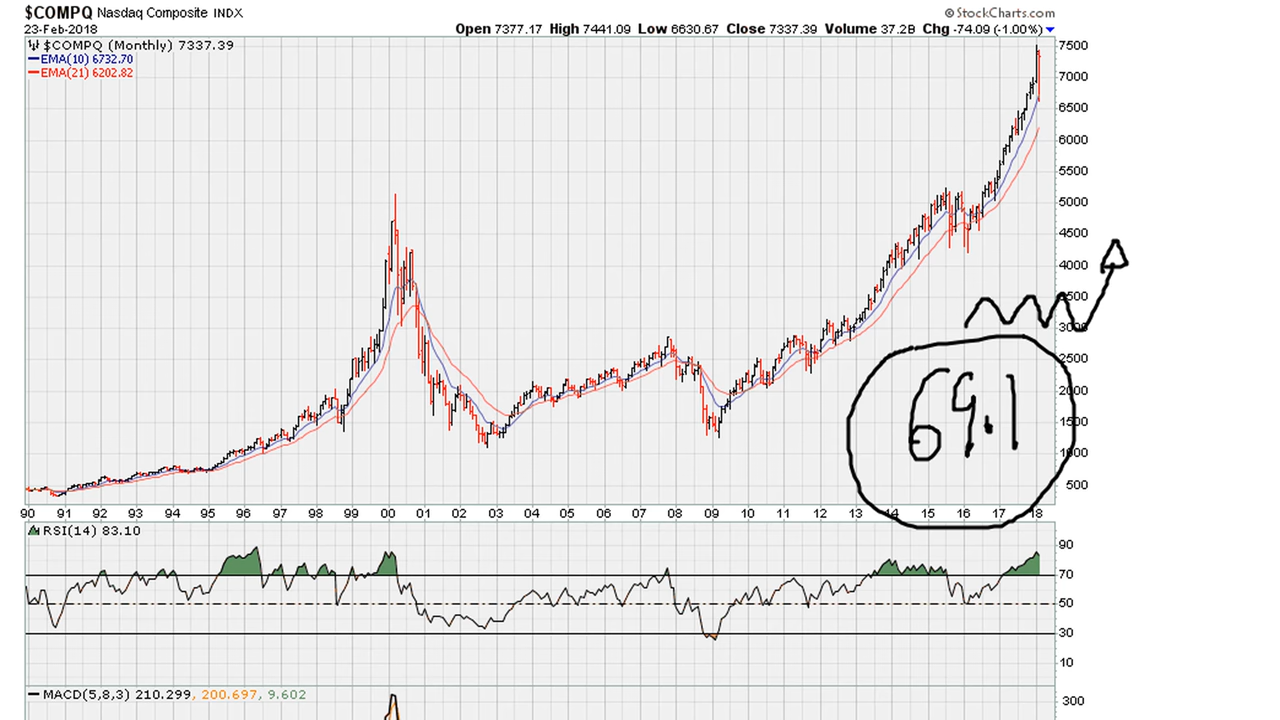 $COMPQ Nasdaq Composite INDX
© StockCharts.com
23-Feb-2018
Open 7377.17 High 7441.09 Low 6630.67 Close 7337.39 Volume 37.2B Chg -74.09 (-1.00%)
$COMPQ (Monthly) 7337.39
EMA(10) 6732.70
EMA(21) 6202.82
7500
7000
6500
6000
5500
5000
4500
4000
3500
3000
2500
2000
1500
1000
500
69.1
90 91 92 93 94 95 96 97 98 99 00 01 02 03 04 05 06 07 08 09 10 11 12 13 14 15 16 17 18
RSI(14) 83.10
90
70
50
30
10
MACD(5,8,3) 210.299, 200.697, 9.602
300